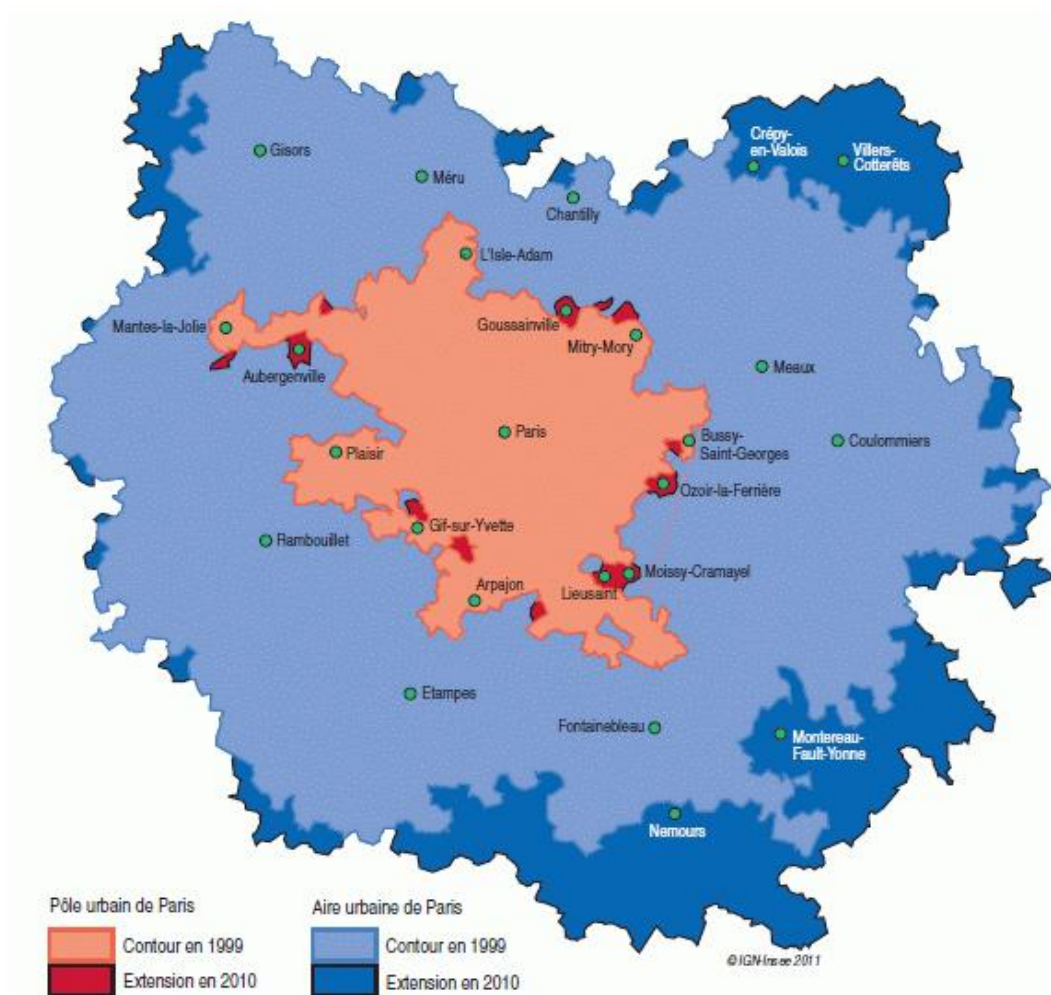 Crépy-
en-Valois
Villers-
Cotterêts
Gisors
Méru
Chantilly
L'Isle-Adam
Mantes-la-Jolie
Goussainville
Mitry-Mory
Aubergenville
Meaux
Paris
Bussy-
Saint-Georges
Coulommiers
Plaisir
Ozoir-la-Ferrière
Gif-sur-Yvette
Rambouillet
Moissy-Cramayel
Lieusaint
Arpajon
Etampes
Fontainebleau
Montereau-
Fault-Yonne
Nemours
Pôle urbain de Paris
Contour en 1999
Extension en 2010
Aire urbaine de Paris
Contour en 1999
Extension en 2010
© IGN-Insee 2011